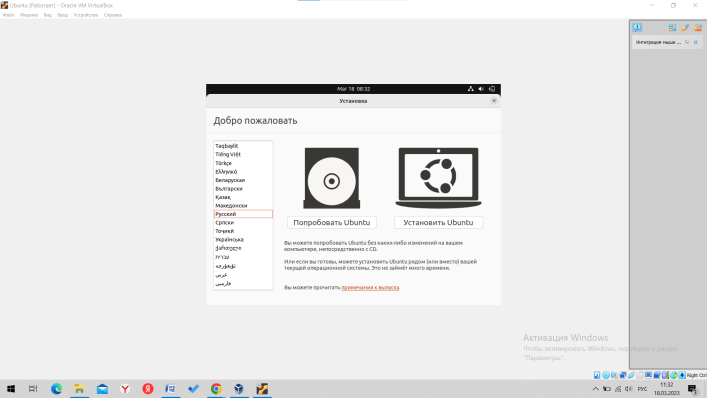 Ubuntu [Работает] - Oracle VM VirtualBox
Файл Машина Вид Ввод Устройства Справка
Интеграция мыши ...
Mar 18 08:32
Установка
Добро пожаловать
Taqbaylit
Tiếng Việt
Türkçe
Ελληνικά
Беларуская
Български
Қазақ
Македонски
Русский
Српски
Тоҷикӣ
Українська
ქართული
עברית
ئۇيغۇرچە
عربي
فارسی
Попробовать Ubuntu
Установить Ubuntu
Вы можете попробовать Ubuntu без каких-либо изменений на вашем
компьютере, непосредственно с CD.
Или если вы готовы, можете установить Ubuntu рядом (или вместо) вашей
текущей операционной системы. Это не займёт много времени.
Вы можете прочитать примечания к выпуску.
Активация Windows
Чтобы активировать Windows, перейдите в раздел
"Параметры".
Right Ctrl
РУС
11:32
18.03.2023